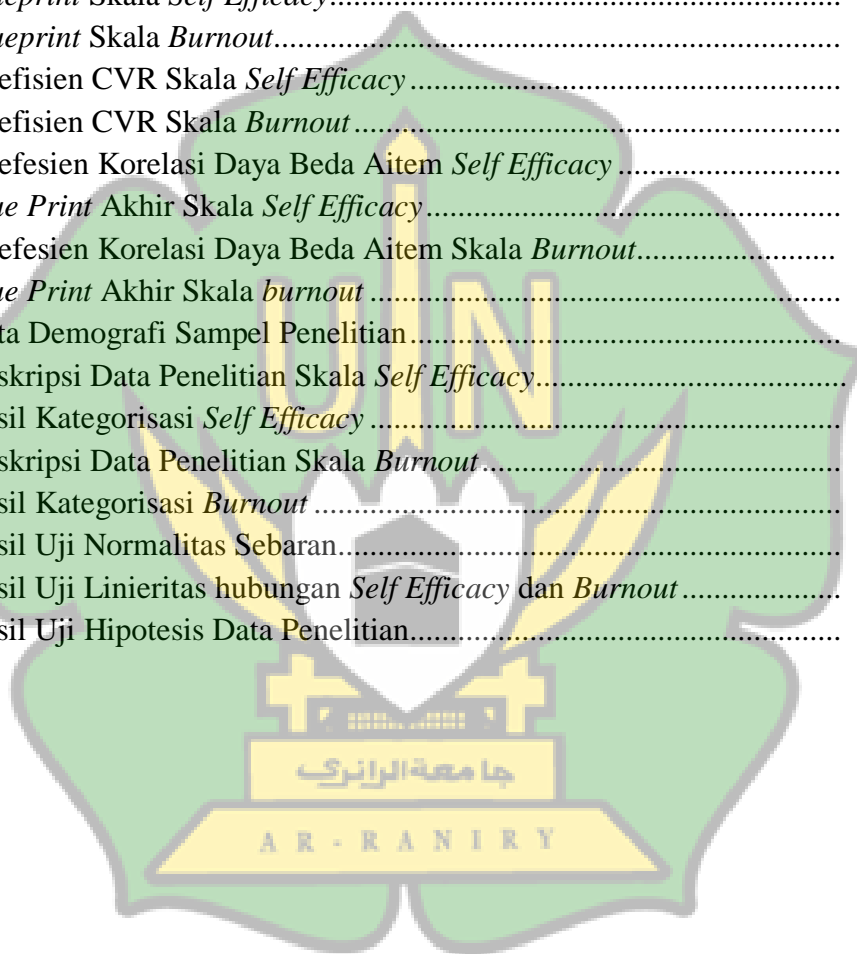 ueprint Skala Self Efficacy....................................................................................
ueprint Skala Burnout..............................................................................................
efisien CVR Skala Self Efficacy.......................................................................
efisien CVR Skala Burnout.................................................................................
efesien Korelasi Daya Beda Aitem Self Efficacy.....................................
ue Print Akhir Skala Self Efficacy.....................................................................
efesien Korelasi Daya Beda Aitem Skala Burnout.................................
ue Print Akhir Skala burnout..............................................................................
ta Demografi Sampel Penelitian.......................................................................
skripsi Data Penelitian Skala Self Efficacy....................................................
sil Kategorisasi Self Efficacy..............................................................................
skripsi Data Penelitian Skala Burnout............................................................
sil Kategorisasi Burnout........................................................................................
sil Uji Normalitas Sebaran...................................................................................
sil Uji Linieritas hubungan Self Efficacy dan Burnout..........................
sil Uji Hipotesis Data Penelitian.......................................................................
UIN
جامعةالرانري
AR-RANIRY